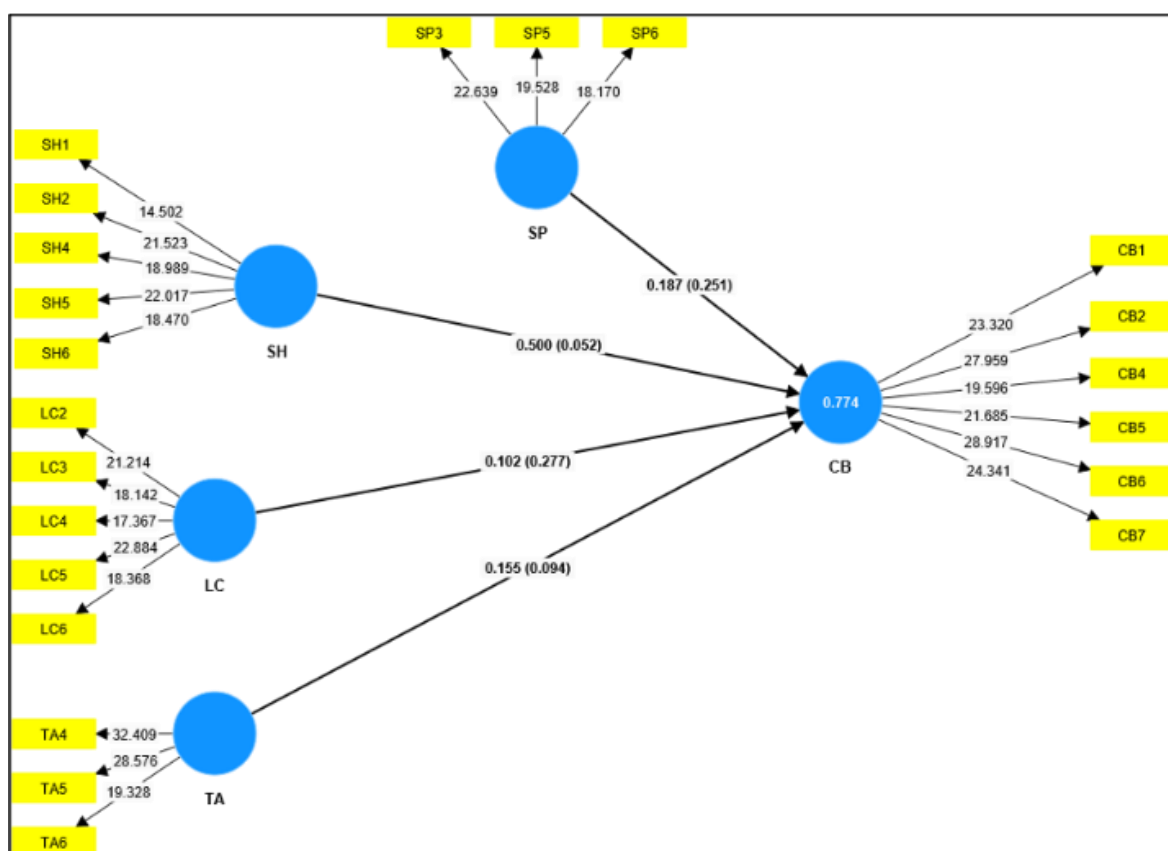 SP3
SP5
SP6
22.639
19.528
18.170
SP
SH1
SH2
SH4
SH5
SH6
14.502
21.523
18.989
22.017
18.470
SH
LC2
LC3
LC4
LC5
LC6
21.214
18.142
17.367
22.884
18.368
LC
TA4
TA5
TA6
32.409
28.576
19.328
TA
0.187 (0.251)
0.500 (0.052)
0.102 (0.277)
0.155 (0.094)
0.774
CB
23.320
27.959
19.596
21.685
28.917
24.341
CB1
CB2
CB4
CB5
CB6
CB7